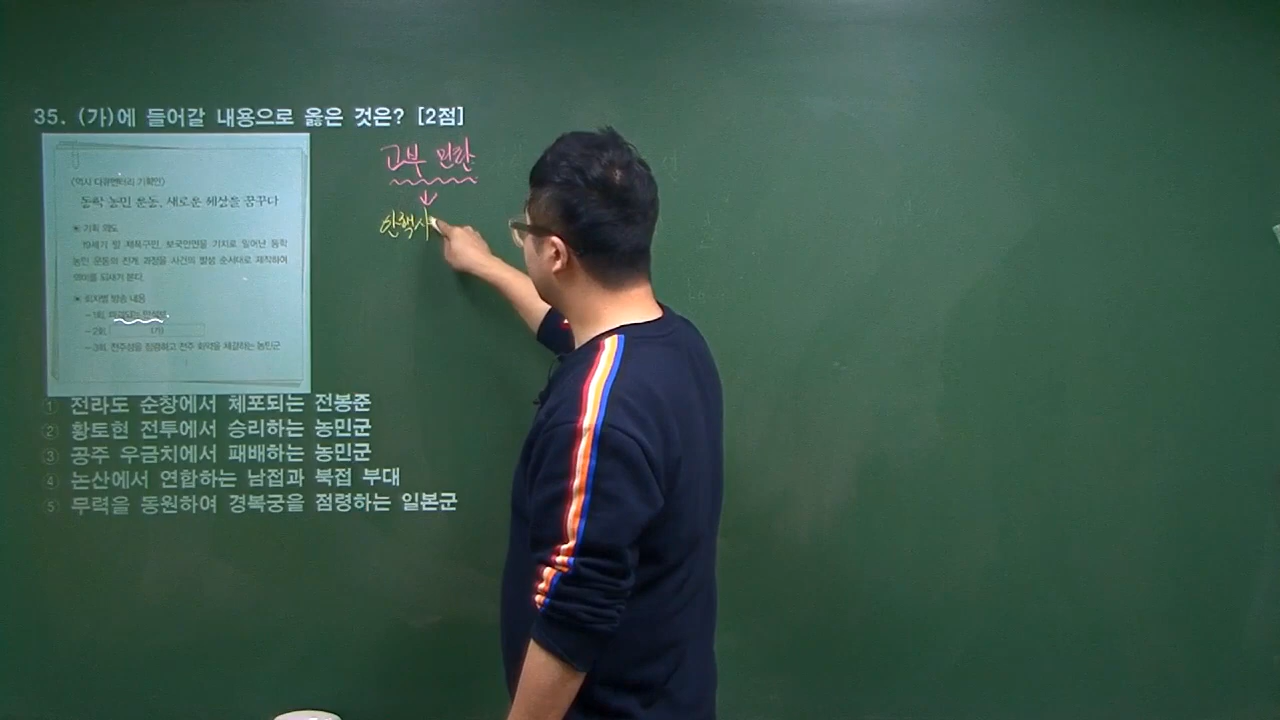 35. (가)에 들어갈 내용으로 옳은 것은? [2점]
〈역사 다큐멘터리 기획안〉
동학 농민 운동, 새로운 세상을 꿈꾸다
▣ 기획 의도
19세기 말 제폭구민, 보국안민을 기치로 일어난 동학
농민 운동의 전개 과정을 사건의 발생 순서대로 제작하여
의미를 되새겨 본다.
▣ 회차별 방송 내용
- 1회,
- 2회, (가)
- 3회, 전주성을 점령하고 전주 화약을 체결하는 농민군
① 전라도 순창에서 체포되는 전봉준
② 황토현 전투에서 승리하는 농민군
③ 공주 우금치에서 패배하는 농민군
④ 논산에서 연합하는 남접과 북접 부대
⑤ 무력을 동원하여 경복궁을 점령하는 일본군
고부 민란
↓
안핵사